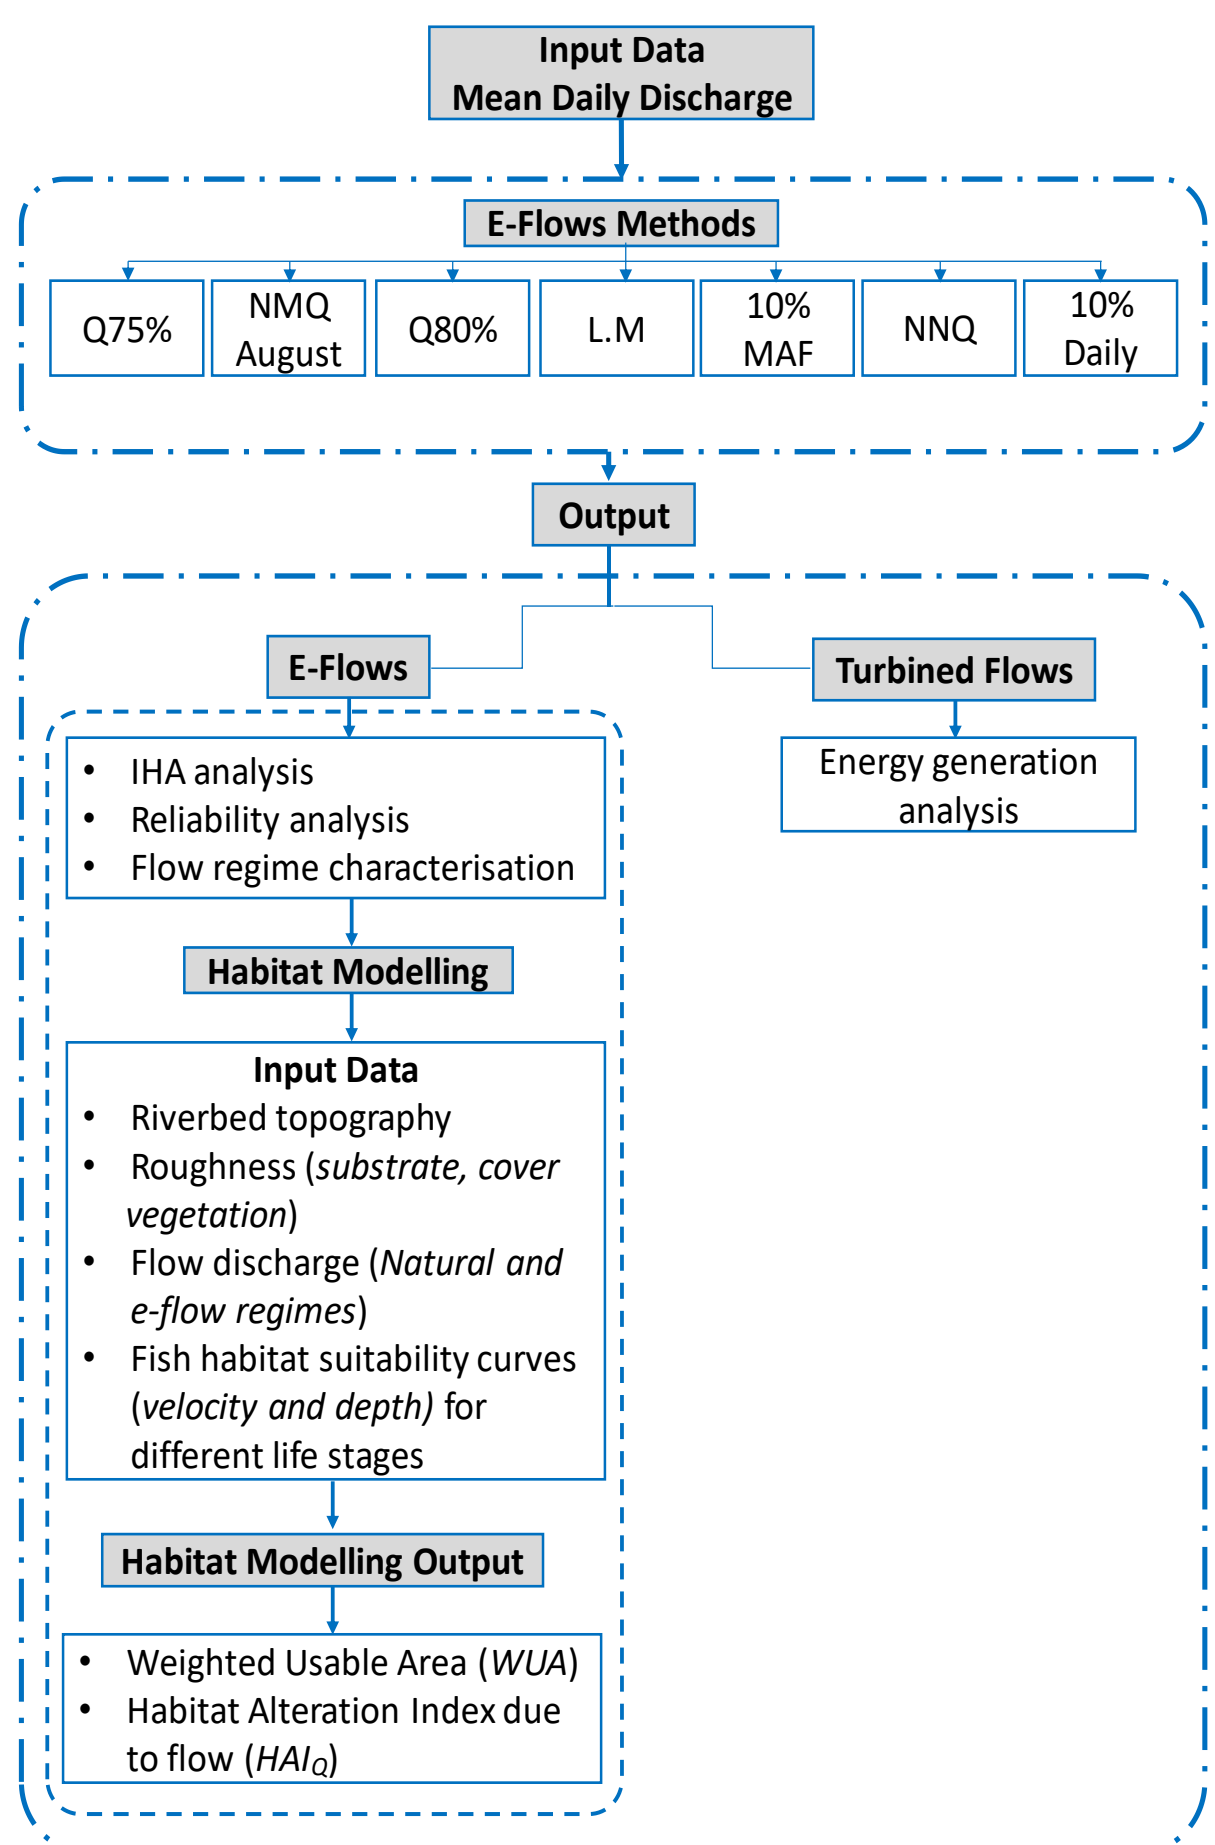 Input Data
Mean Daily Discharge
E-Flows Methods
Q75%
NMQ
August
Q80%
L.M
10%
MAF
NNQ
10%
Daily
Output
E-Flows
Turbined Flows
• IHA analysis
• Reliability analysis
• Flow regime characterisation
Energy generation
analysis
Habitat Modelling
Input Data
• Riverbed topography
• Roughness (substrate, cover
vegetation)
• Flow discharge (Natural and
e-flow regimes)
• Fish habitat suitability curves
(velocity and depth) for
different life stages
Habitat Modelling Output
• Weighted Usable Area (WUA)
• Habitat Alteration Index due
to flow (HAIQ)